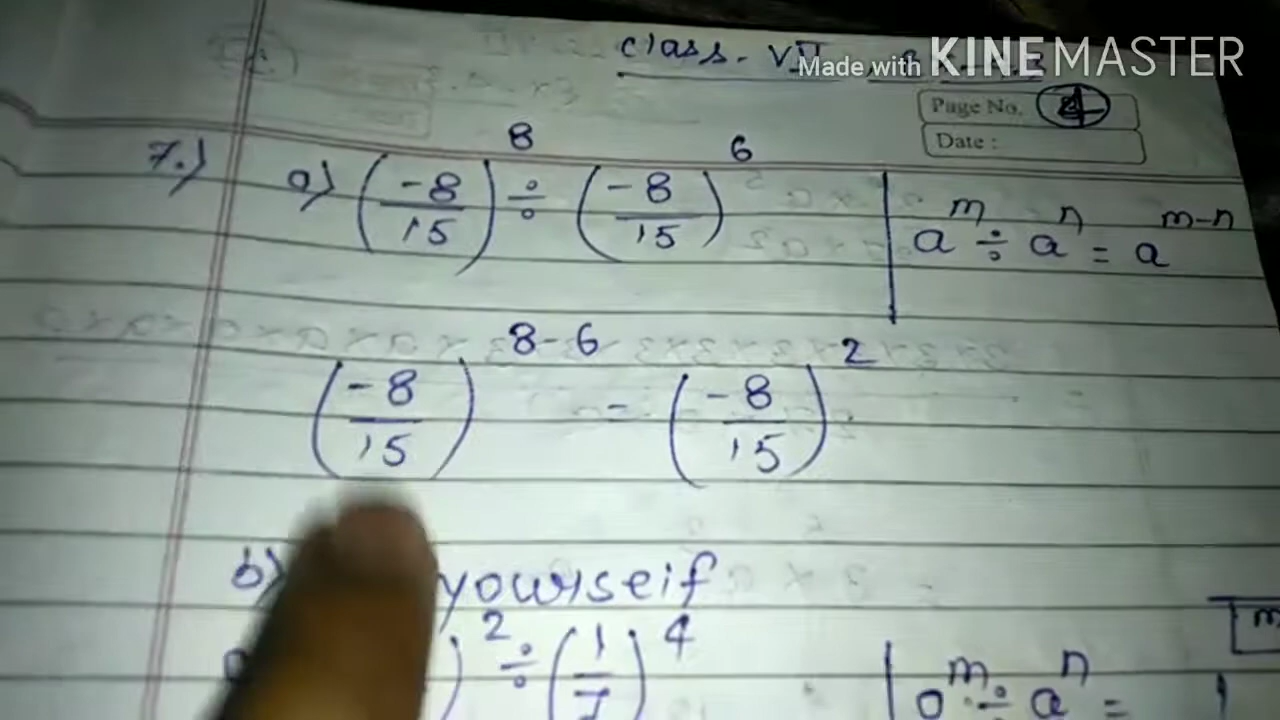 class- VII
Made with KINEMASTER
Page No. 4
Date :
7.) a) (-8/15)^8 ÷ (-8/15)^6
a^m ÷ a^n = a^m-n
(-8/15)^8-6 = (-8/15)^2
b) yourseif
)^2 ÷ (1/7)^4
a^m ÷ a^n =